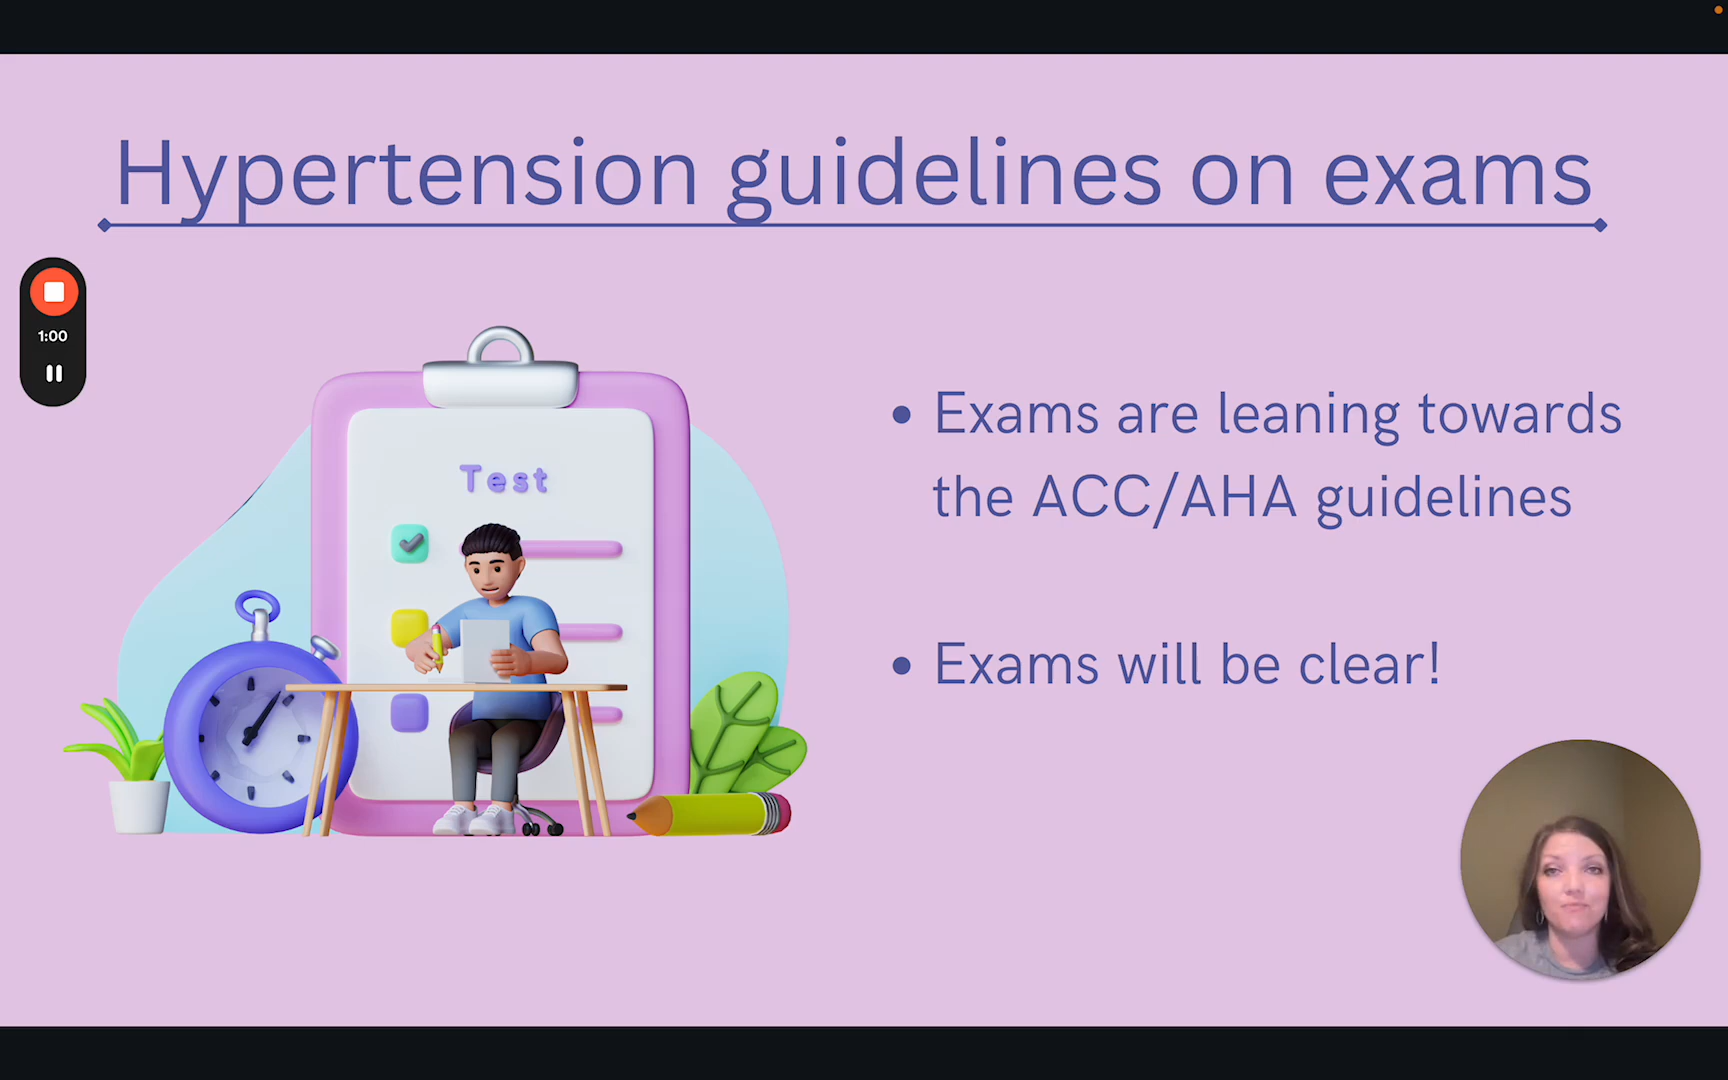 Hypertension guidelines on exams
1:00
Test
• Exams are leaning towards
the ACC/AHA guidelines
• Exams will be clear!